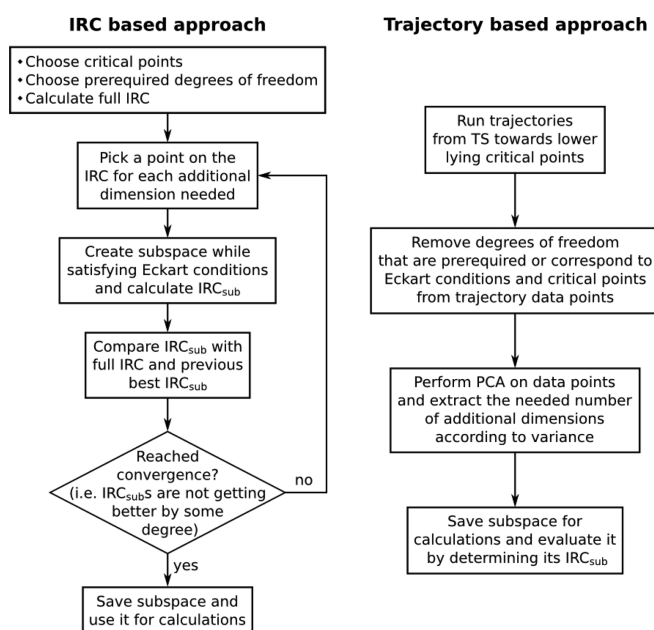 IRC based approach
⬩Choose critical points
⬩Choose prerequired degrees of freedom
⬩Calculate full IRC
Pick a point on the
IRC for each additional
dimension needed
Create subspace while
satisfying Eckart conditions
and calculate IRCsub
Compare IRCsub with
full IRC and previous
best IRCsub
Reached
convergence?
(i.e. IRCsubs are not getting
better by some
degree)
no
yes
Save subspace and
use it for calculations
Trajectory based approach
Run trajectories
from TS towards lower
lying critical points
Remove degrees of freedom
that are prerequired or correspond to
Eckart conditions and critical points
from trajectory data points
Perform PCA on data points
and extract the needed number
of additional dimensions
according to variance
Save subspace for
calculations and evaluate it
by determining its IRCsub